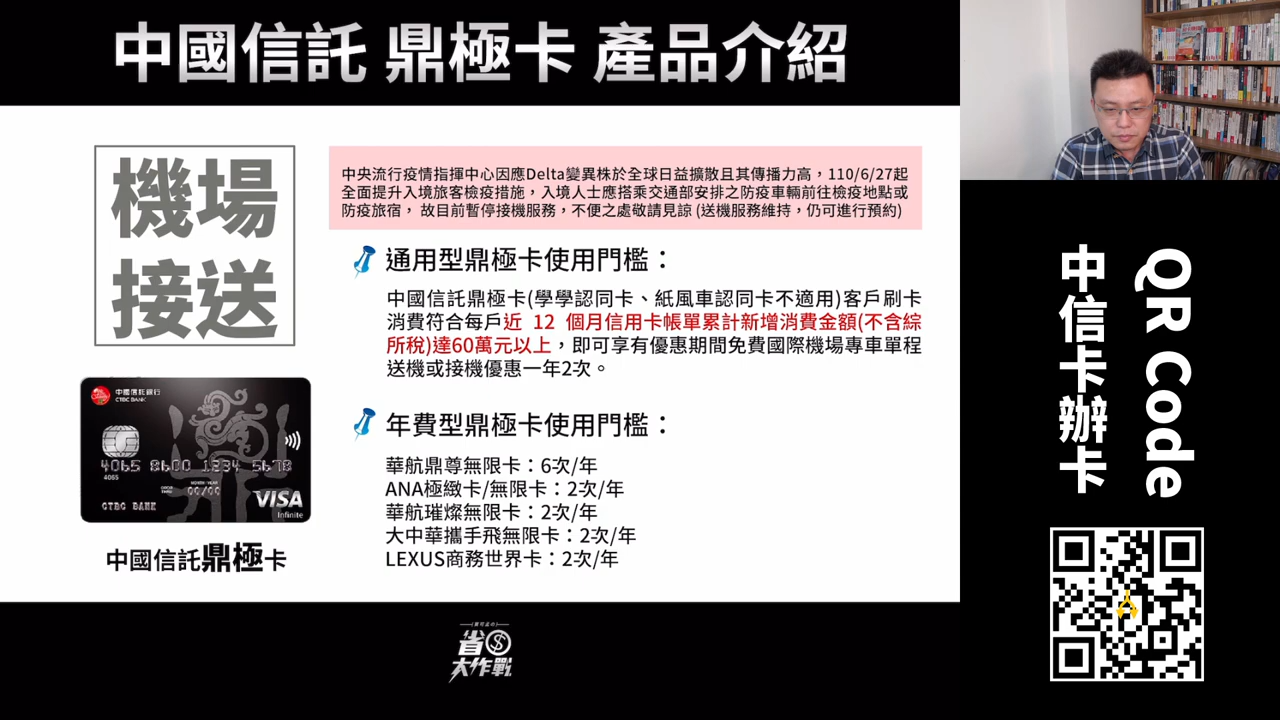 中國信託 鼎極卡 產品介紹
機場
接送
中央流行疫情指揮中心因應Delta變異株於全球日益擴散且其傳播力高，110/6/27起
全面提升入境旅客檢疫措施，入境人士應搭乘交通部安排之防疫車輛前往檢疫地點或
防疫旅宿， 故目前暫停接機服務，不便之處敬請見諒 (送機服務維持，仍可進行預約)
通用型鼎極卡使用門檻：
中國信託鼎極卡(學學認同卡、紙風車認同卡不適用)客戶刷卡
消費符合每戶近 12 個月信用卡帳單累計新增消費金額(不含綜
所稅)達60萬元以上，即可享有優惠期間免費國際機場專車單程
送機或接機優惠一年2次。
年費型鼎極卡使用門檻：
華航鼎尊無限卡：6次/年
ANA極緻卡/無限卡：2次/年
華航璀燦無限卡：2次/年
大中華攜手飛無限卡：2次/年
LEXUS商務世界卡：2次/年
中國信託銀行
CTBC BANK
4065 8600 1234 5678
4065
00/00
CTBC BANK
VISA
Infinite
中國信託鼎極卡
省
大作戰
QR Code
中信卡辦卡